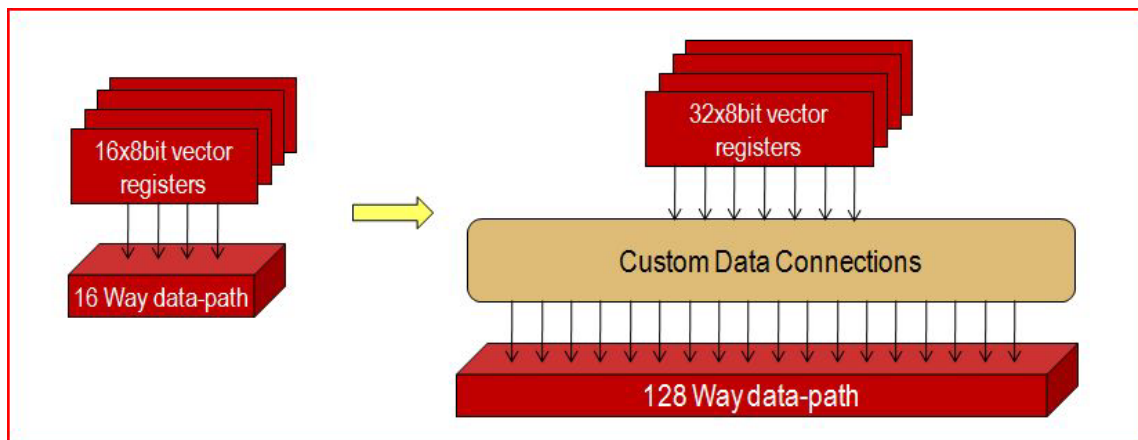 16x8bit vector
registers
16 Way data-path
32x8bit vector
registers
Custom Data Connections
128 Way data-path